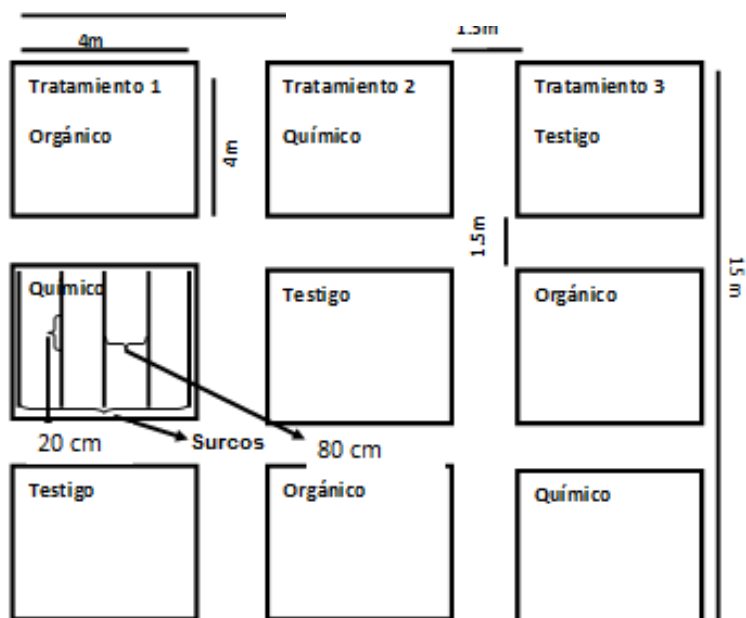 1.5m
4m
Tratamiento 1
Orgánico
4m
Tratamiento 2
Químico
Tratamiento 3
Testigo
1.5m
15 m
Químico
Testigo
Orgánico
20 cm
Surcos
80 cm
Testigo
Orgánico
Químico